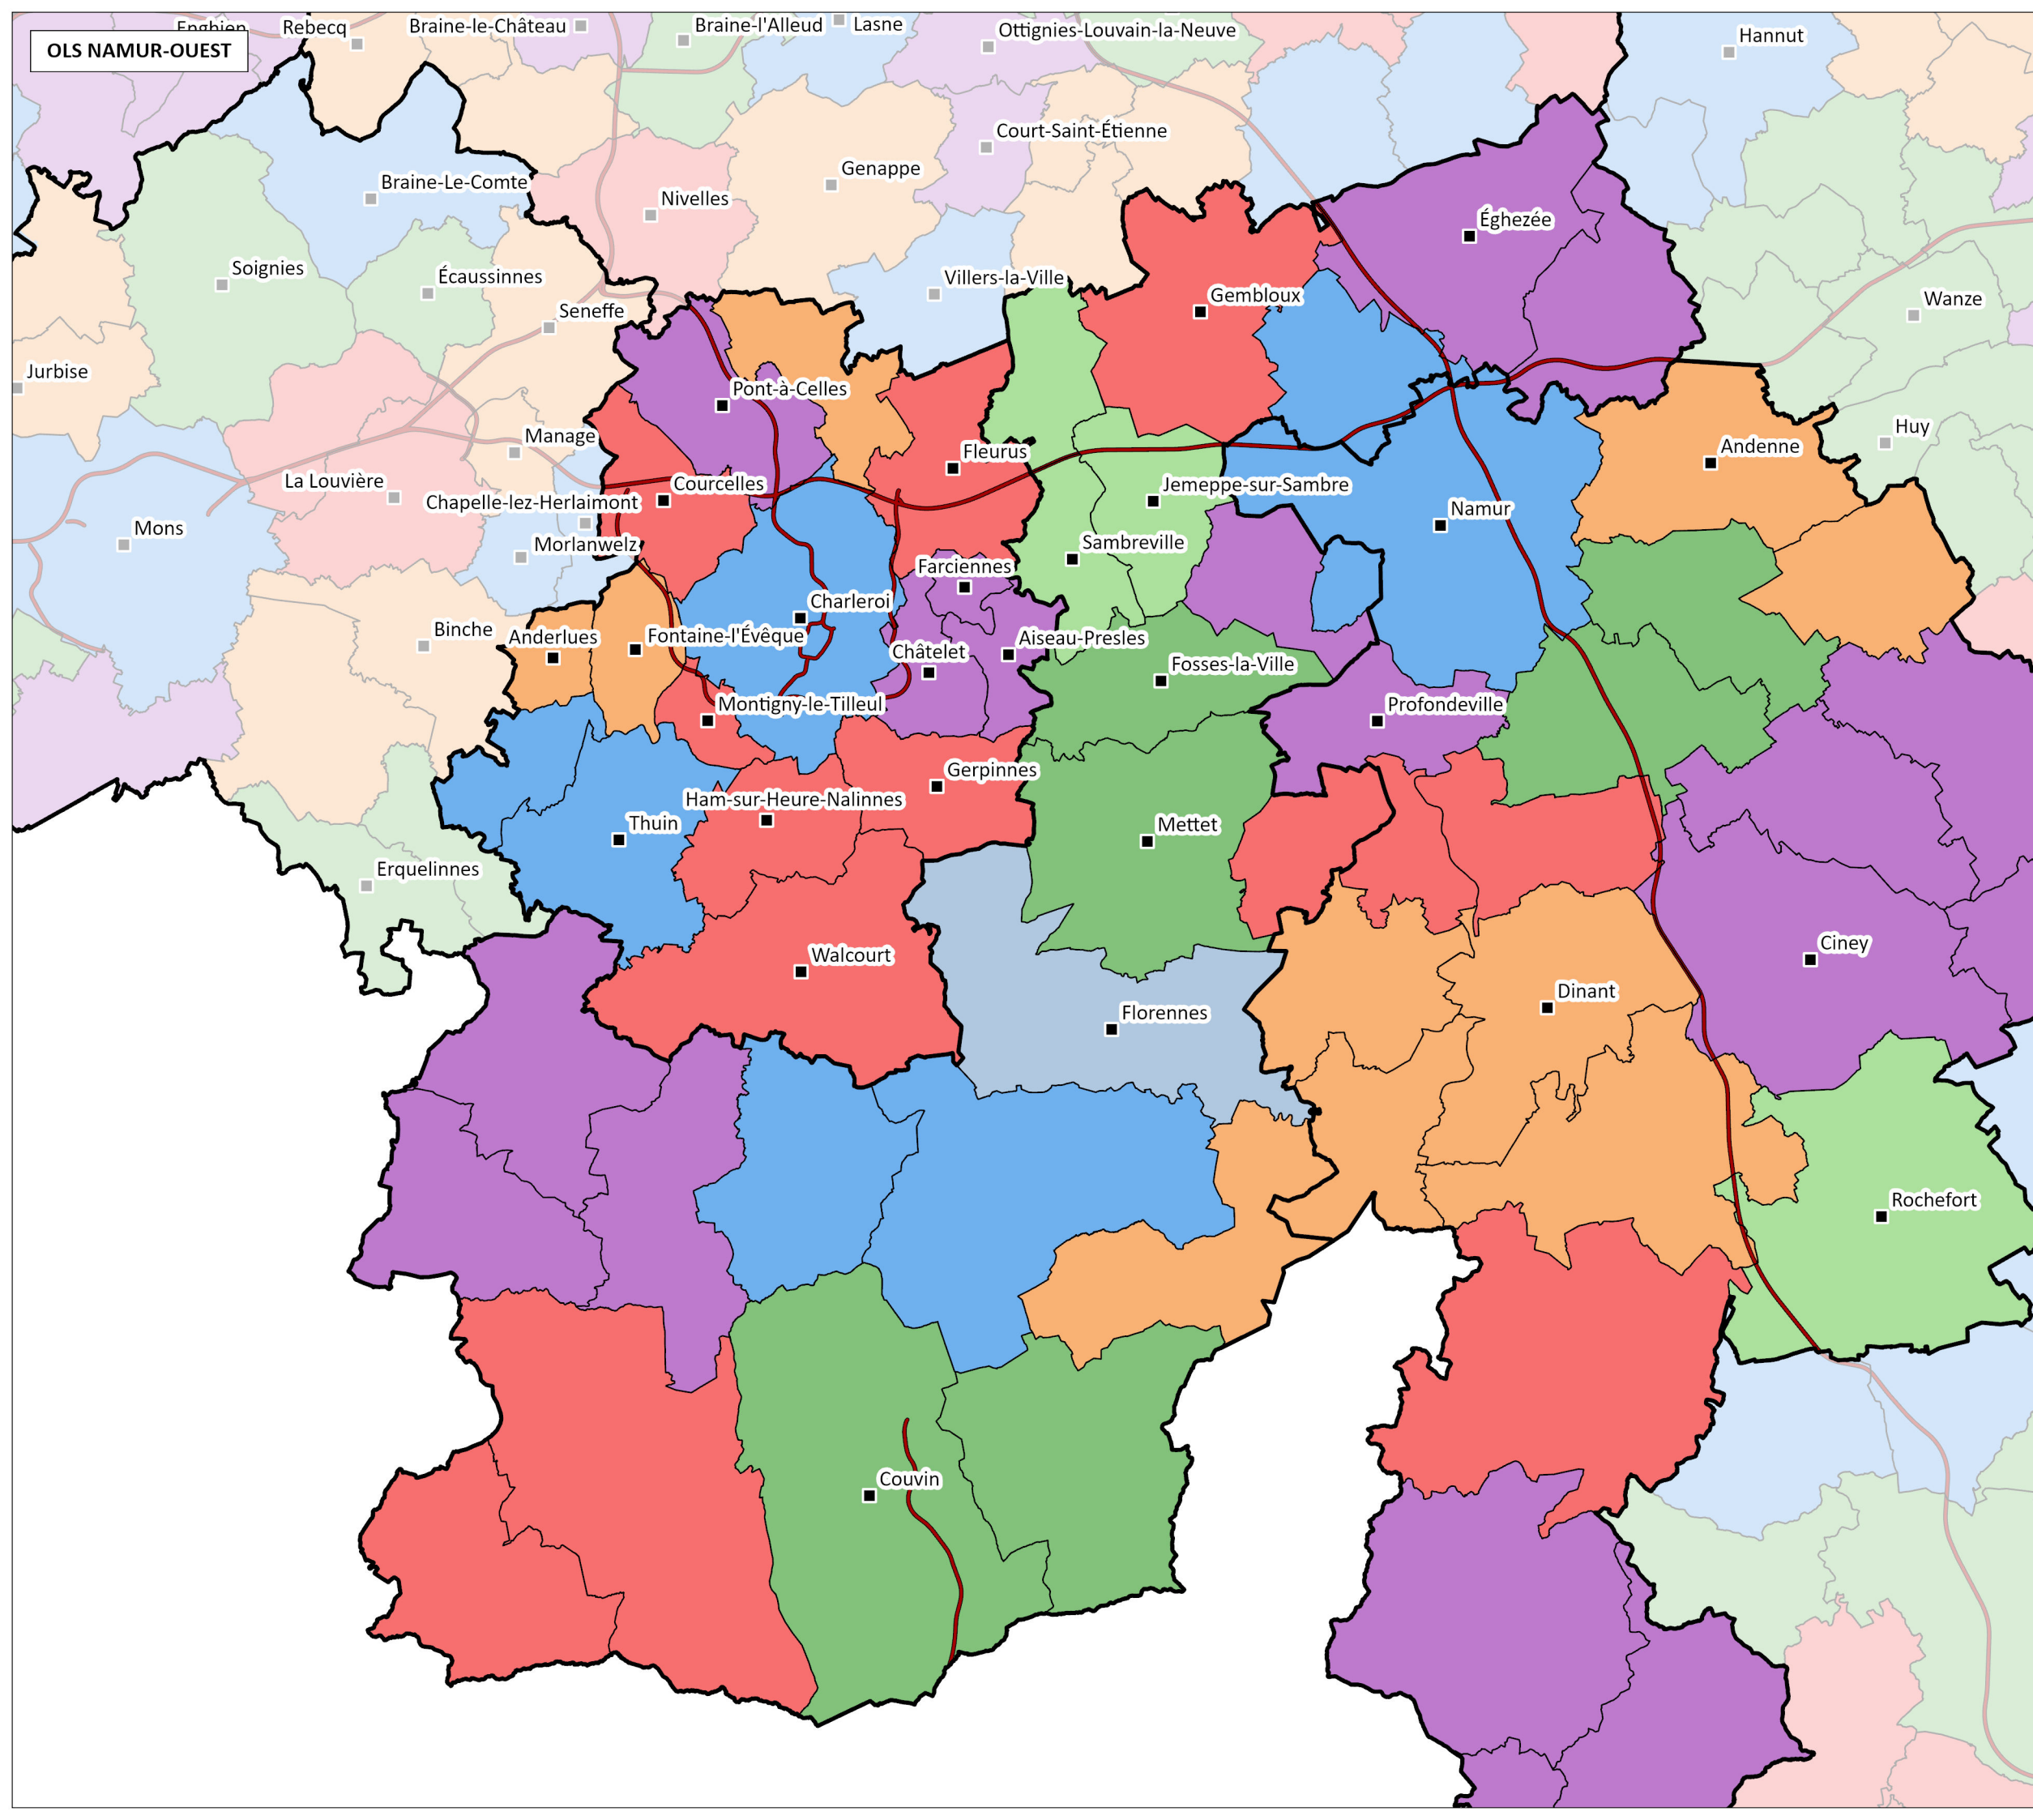 Enghien
Rebecq
Braine-le-Château
Braine-l'Alleud
Lasne
Ottignies-Louvain-la-Neuve
Hannut
OLS NAMUR-OUEST
Court-Saint-Étienne
Genappe
Braine-Le-Comte
Nivelles
Éghezée
Soignies
Écaussinnes
Villers-la-Ville
Gembloux
Wanze
Seneffe
Jurbise
Pont-à-Celles
Manage
Fleurus
Andenne
Huy
La Louvière
Courcelles
Jemeppe-sur-Sambre
Chapelle-lez-Herlaimont
Namur
Mons
Morlanwelz
Sambreville
Farciennes
Charleroi
Binche
Anderlues
Fontaine-l'Évêque
Aiseau-Presles
Châtelet
Fosses-la-Ville
Montigny-le-Tilleul
Profondeville
Gerpinnes
Ham-sur-Heure-Nalinnes
Thuin
Mettet
Erquelinnes
Ciney
Walcourt
Dinant
Florennes
Rochefort
Couvin